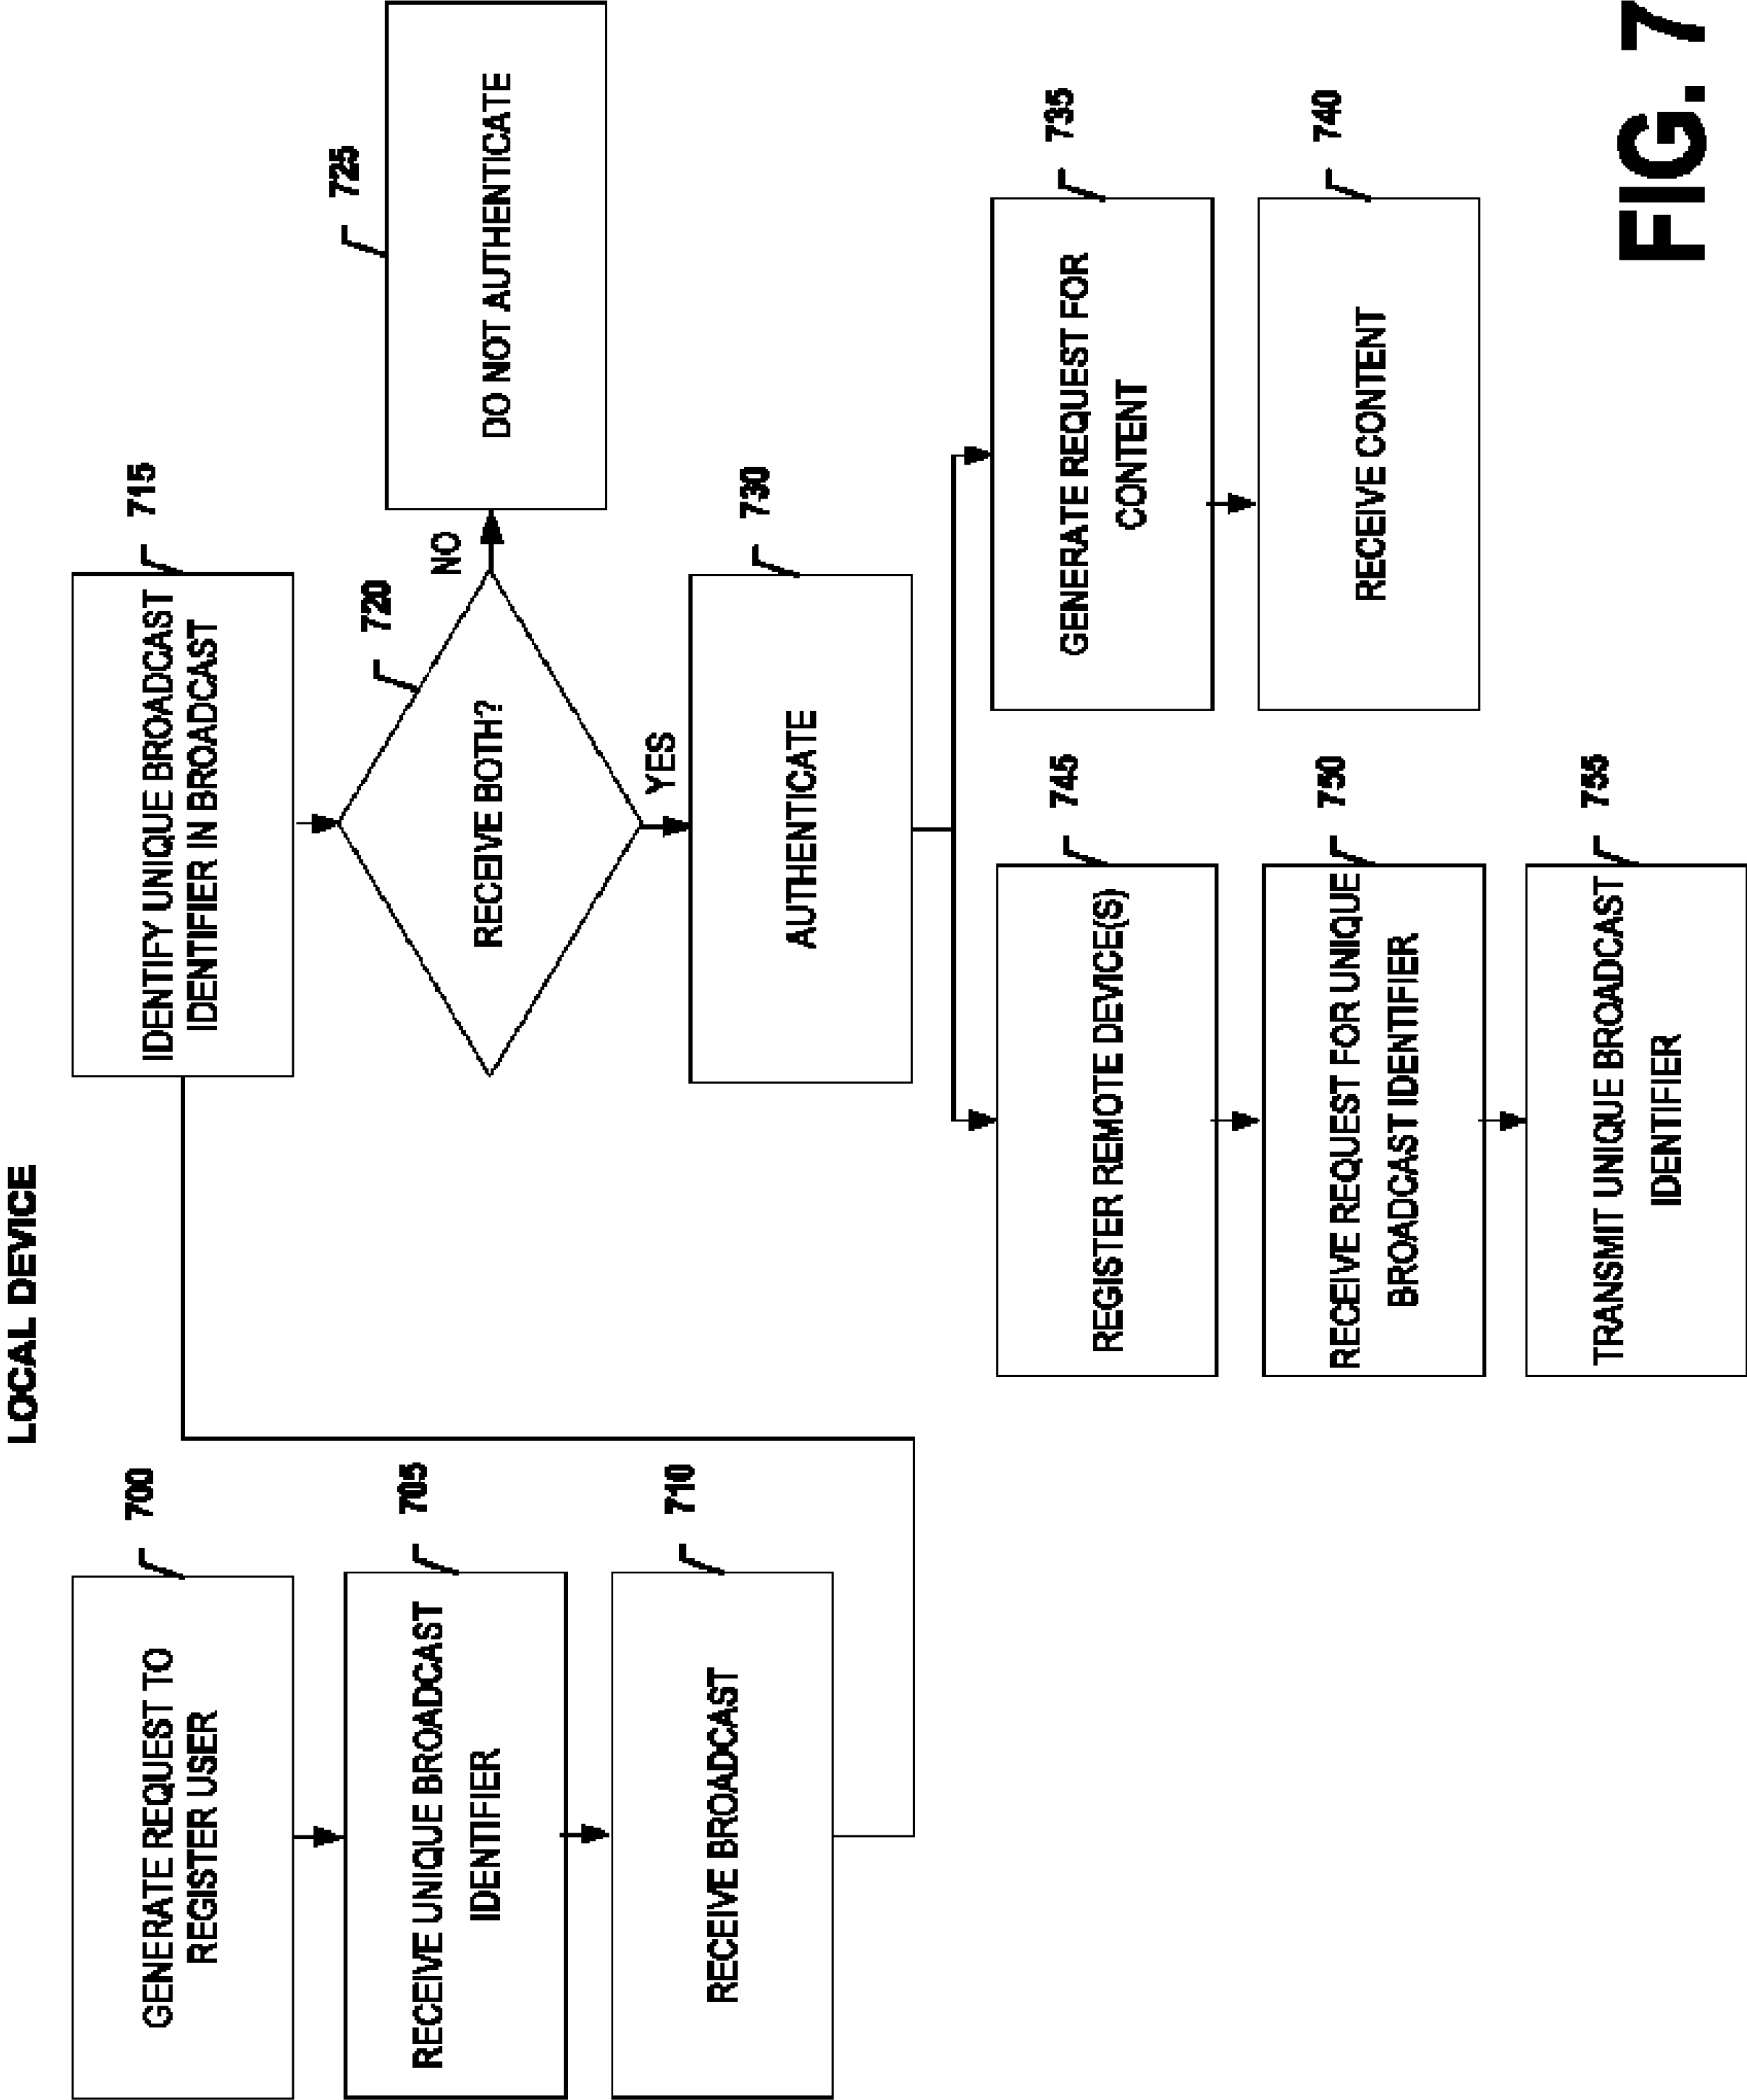 LOCAL DEVICE
700
GENERATE REQUEST TO
REGISTER USER
705
RECEIVE UNIQUE BROADCAST
IDENTIFIER
710
RECEIVE BROADCAST
715
IDENTIFY UNIQUE BROADCAST
IDENTIFIER IN BROADCAST
720
RECEIVE BOTH?
NO
725
DO NOT AUTHENTICATE
YES
730
AUTHENTICATE
735
GENERATE REQUEST FOR
CONTENT
740
RECEIVE CONTENT
745
REGISTER REMOTE DEVICE(S)
750
RECEIVE REQUEST FOR UNIQUE
BROADCAST IDENTIFIER
755
TRANSMIT UNIQUE BROADCAST
IDENTIFIER
FIG. 7